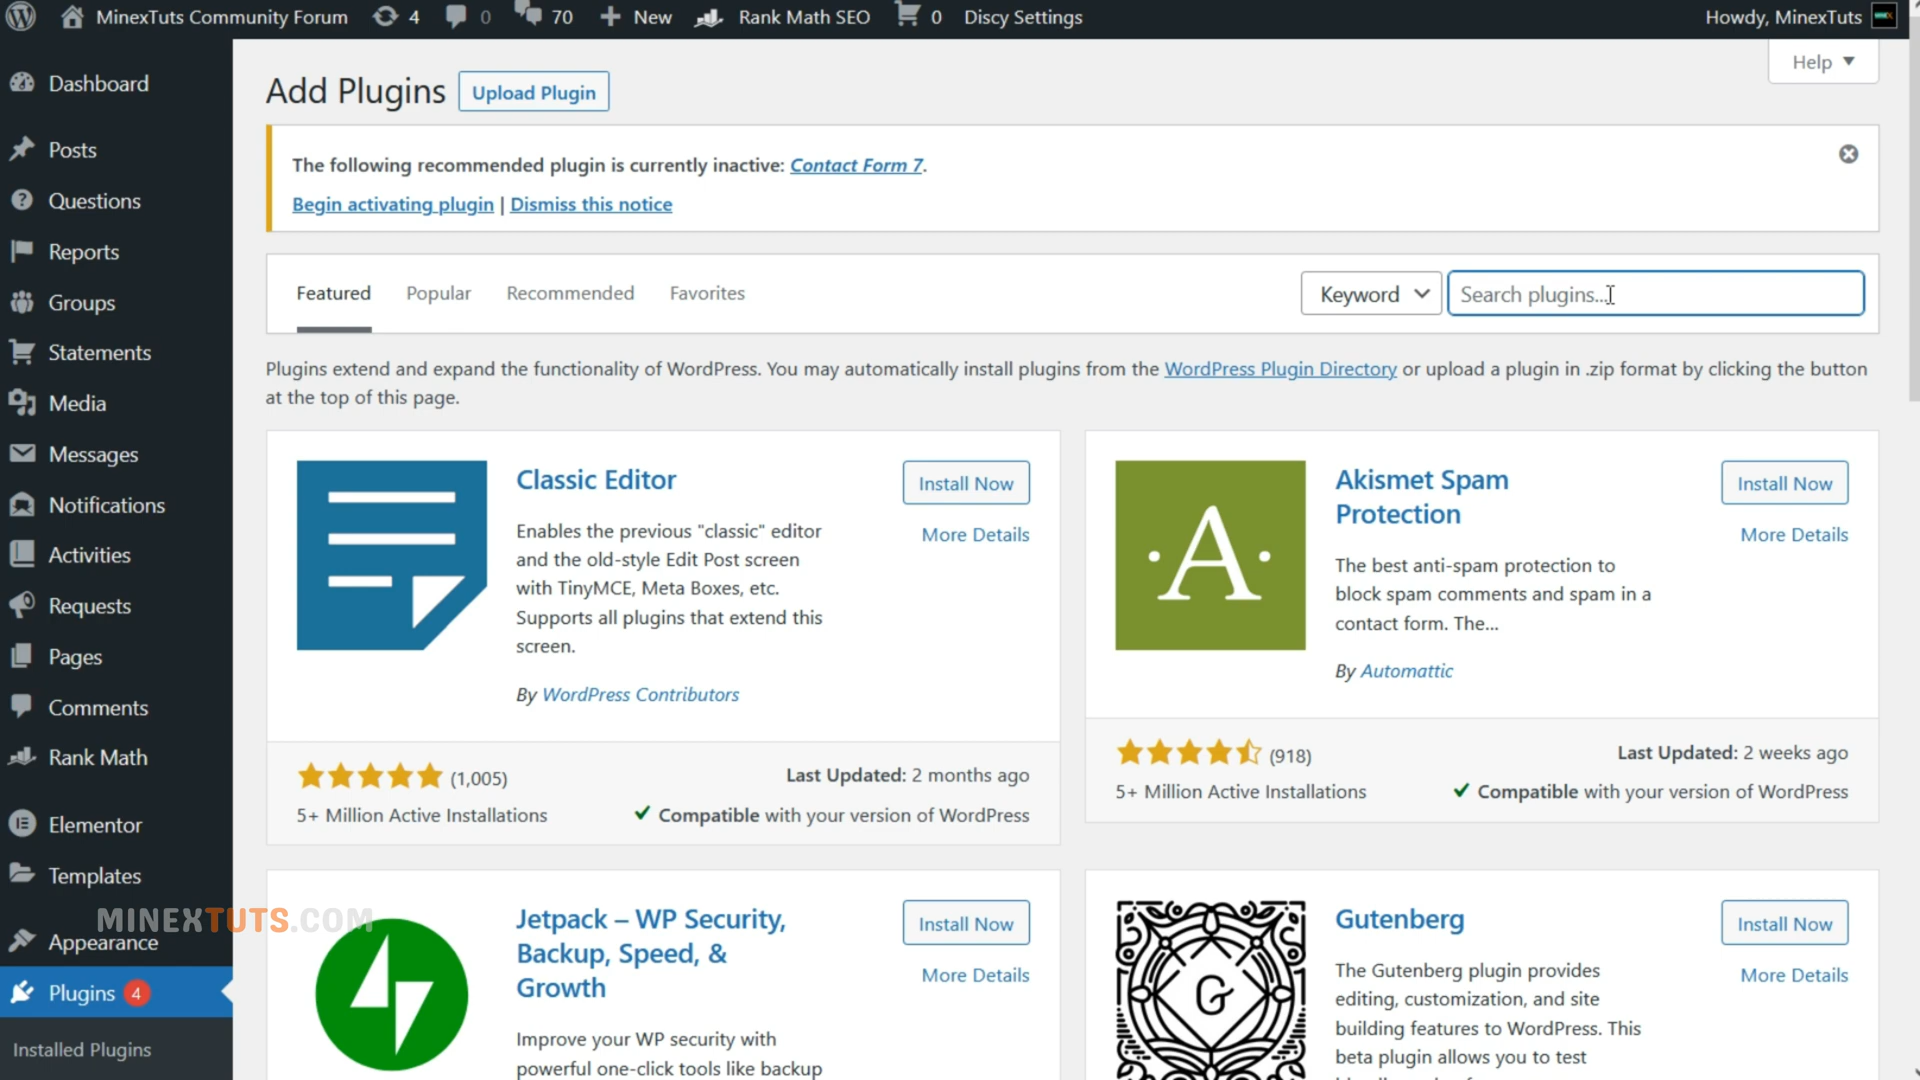 MinexTuts Community Forum 4 0 70 New Rank Math SEO 0 Discy Settings Howdy, MinexTuts
Help
Dashboard
Posts
Questions
Reports
Groups
Statements
Media
Messages
Notifications
Activities
Requests
Pages
Comments
Rank Math
Elementor
Templates
MINEXTUTS.COM
Appearance
Plugins 4
Installed Plugins
Add Plugins Upload Plugin
The following recommended plugin is currently inactive: Contact Form 7.
Begin activating plugin | Dismiss this notice
Featured Popular Recommended Favorites Keyword Search plugins...
Plugins extend and expand the functionality of WordPress. You may automatically install plugins from the WordPress Plugin Directory or upload a plugin in .zip format by clicking the button
at the top of this page.
Classic Editor
Install Now
More Details
Enables the previous "classic" editor
and the old-style Edit Post screen
with TinyMCE, Meta Boxes, etc.
Supports all plugins that extend this
screen.
By WordPress Contributors
(1,005)
Last Updated: 2 months ago
5+ Million Active Installations
Compatible with your version of WordPress
A
Akismet Spam
Protection
Install Now
More Details
The best anti-spam protection to
block spam comments and spam in a
contact form. The...
By Automattic
(918)
Last Updated: 2 weeks ago
5+ Million Active Installations
Compatible with your version of WordPress
Jetpack – WP Security,
Backup, Speed, &
Growth
Install Now
More Details
Improve your WP security with
powerful one-click tools like backup
G
Gutenberg
Install Now
More Details
The Gutenberg plugin provides
editing, customization, and site
building features to WordPress. This
beta plugin allows you to test